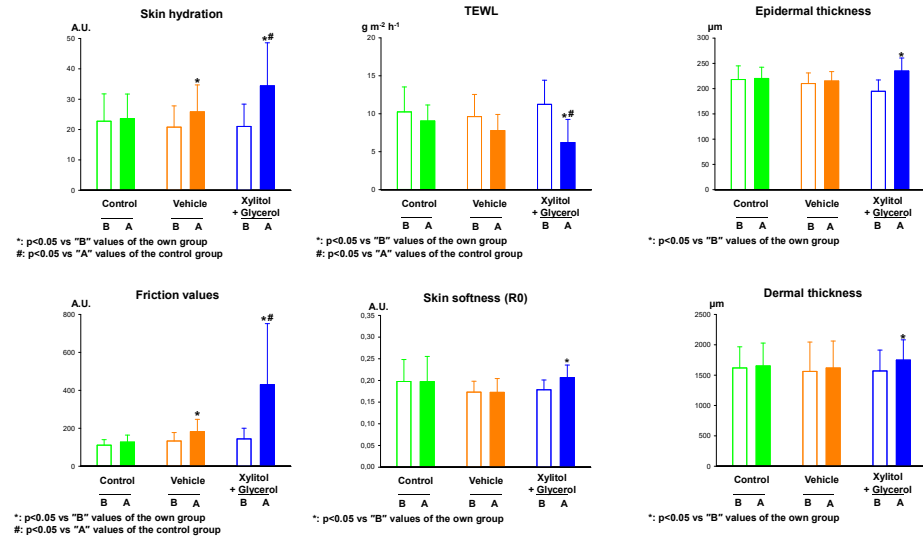 Skin hydration
A.U.
50
40
30
20
10
0
*
*#
Control
Vehicle
Xylitol
+ Glycerol
B A B A B A
*: p<0.05 vs "B" values of the own group
#: p<0.05 vs "A" values of the control group
TEWL
g m-2 h-1
15
10
5
0
*#
Control
Vehicle
Xylitol
+ Glycerol
B A B A B A
*: p<0.05 vs "B" values of the own group
#: p<0.05 vs "A" values of the control group
Epidermal thickness
µm
300
250
200
150
100
50
0
*
Control
Vehicle
Xylitol
+ Glycerol
B A B A B A
*: p<0.05 vs "B" values of the own group
Friction values
A.U.
800
600
400
200
0
*
*#
Control
Vehicle
Xylitol
+ Glycerol
B A B A B A
*: p<0.05 vs "B" values of the own group
#: p<0.05 vs "A" values of the control group
Skin softness (R0)
A.U.
0,35
0,30
0,25
0,20
0,15
0,10
0,05
0,00
*
Control
Vehicle
Xylitol
+ Glycerol
B A B A B A
*: p<0.05 vs "B" values of the own group
Dermal thickness
µm
2500
2000
1500
1000
500
0
*
Control
Vehicle
Xylitol
+ Glycerol
B A B A B A
*: p<0.05 vs "B" values of the own group